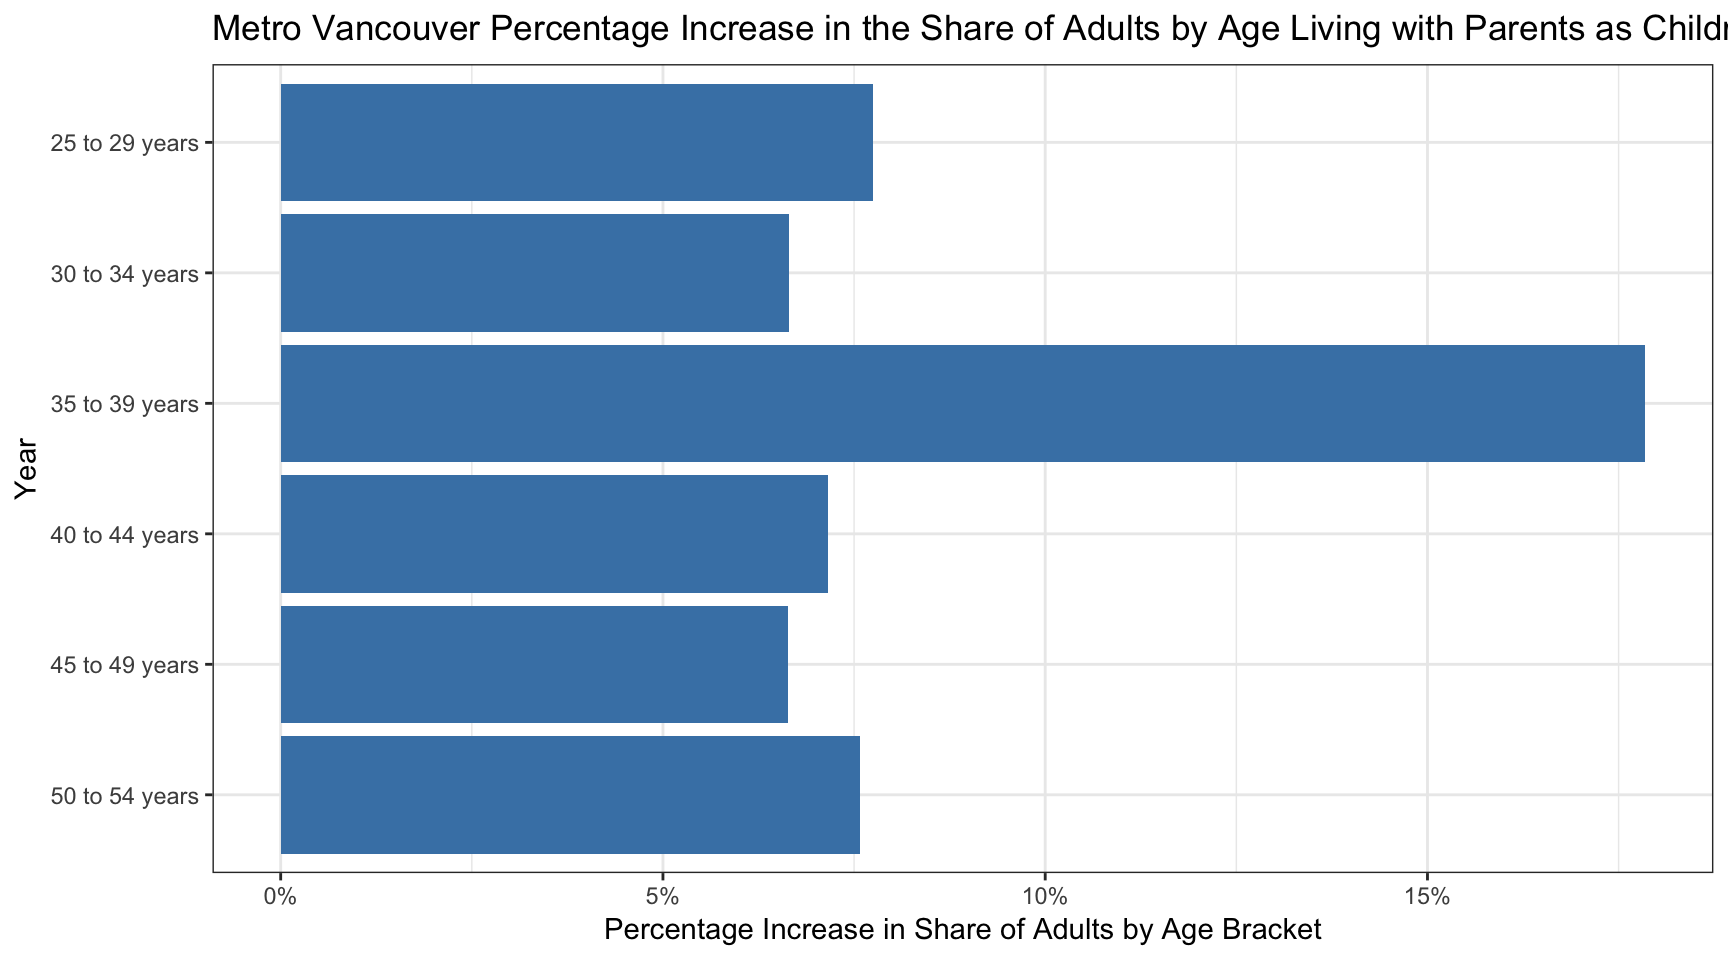 Metro Vancouver Percentage Increase in the Share of Adults by Age Living with Parents as Childr
25 to 29 years
30 to 34 years
35 to 39 years
40 to 44 years
45 to 49 years
50 to 54 years
Year
0%
5%
10%
15%
Percentage Increase in Share of Adults by Age Bracket